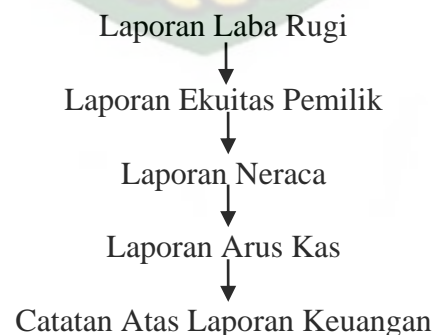 Laporan Laba Rugi
Laporan Ekuitas Pemilik
Laporan Neraca
Laporan Arus Kas
Catatan Atas Laporan Keuangan